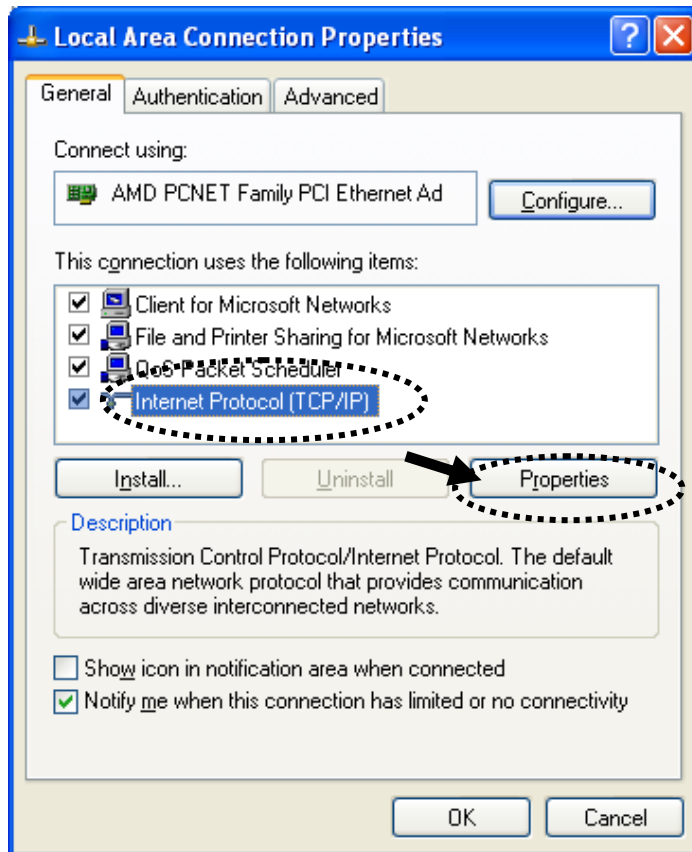 Local Area Connection Properties
General Authentication Advanced
Connect using:
AMD PCNET Family PCI Ethernet Ad
Configure...
This connection uses the following items:
Client for Microsoft Networks
File and Printer Sharing for Microsoft Networks
QoS Packet Scheduler
Internet Protocol (TCP/IP)
Install... Uninstall Properties
Description
Transmission Control Protocol/Internet Protocol. The default
wide area network protocol that provides communication
across diverse interconnected networks.
Show icon in notification area when connected
Notify me when this connection has limited or no connectivity
OK Cancel